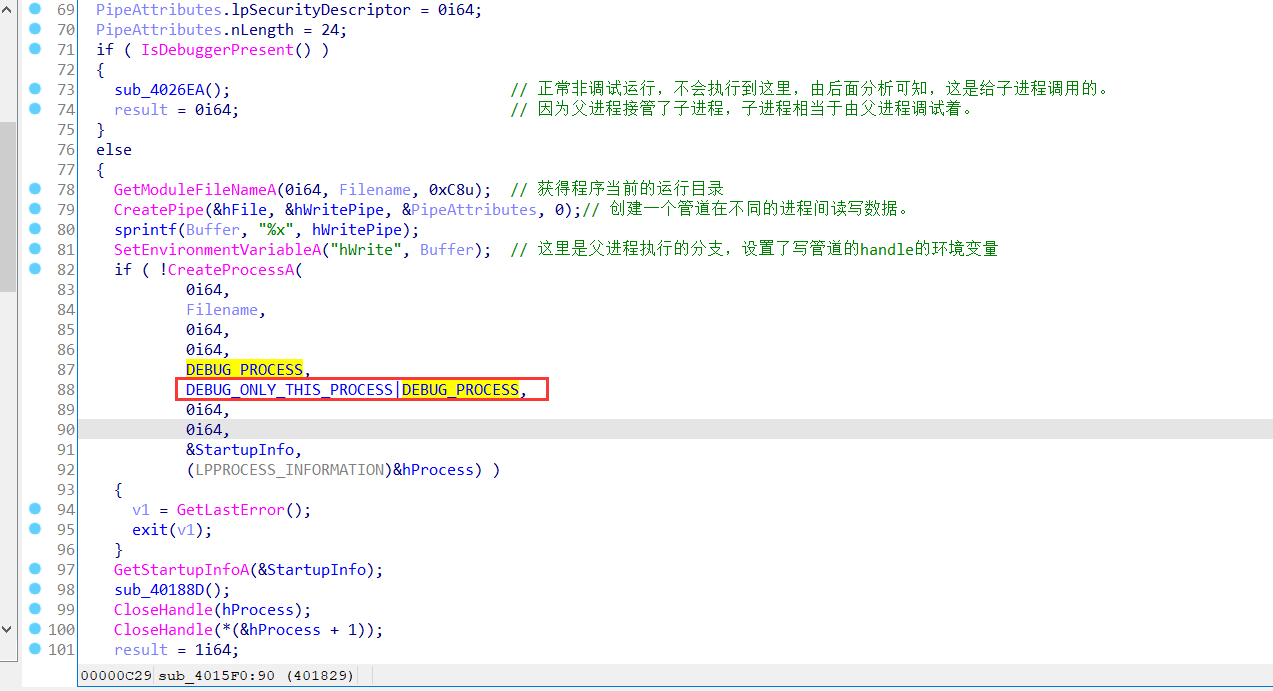 69 PipeAttributes.lpSecurityDescriptor = 0i64;
70 PipeAttributes.nLength = 24;
71 if ( IsDebuggerPresent() )
72 {
73 sub_4026EA(); // 正常非调试运行，不会执行到这里，由后面分析可知，这是给子进程调用的。
74 result = 0i64; // 因为父进程接管了子进程，子进程相当于由父进程调试着。
75 }
76 else
77 {
78 GetModuleFileNameA(0i64, Filename, 0xC8u); // 获得程序当前的运行目录
79 CreatePipe(&hFile, &hWritePipe, &PipeAttributes, 0);// 创建一个管道在不同的进程间读写数据。
80 sprintf(Buffer, "%x", hWritePipe);
81 SetEnvironmentVariableA("hWrite", Buffer); // 这里是父进程执行的分支，设置了写管道的handle的环境变量
82 if ( !CreateProcessA(
83 0i64,
84 Filename,
85 0i64,
86 0i64,
87 DEBUG_PROCESS,
88 DEBUG_ONLY_THIS_PROCESS|DEBUG_PROCESS,
89 0i64,
90 0i64,
91 &StartupInfo,
92 (LPPROCESS_INFORMATION)&hProcess) )
93 {
94 v1 = GetLastError();
95 exit(v1);
96 }
97 GetStartupInfoA(&StartupInfo);
98 sub_40188D();
99 CloseHandle(hProcess);
100 CloseHandle(*(&hProcess + 1));
101 result = 1i64;
00000C29 sub_4015F0:90 (401829)